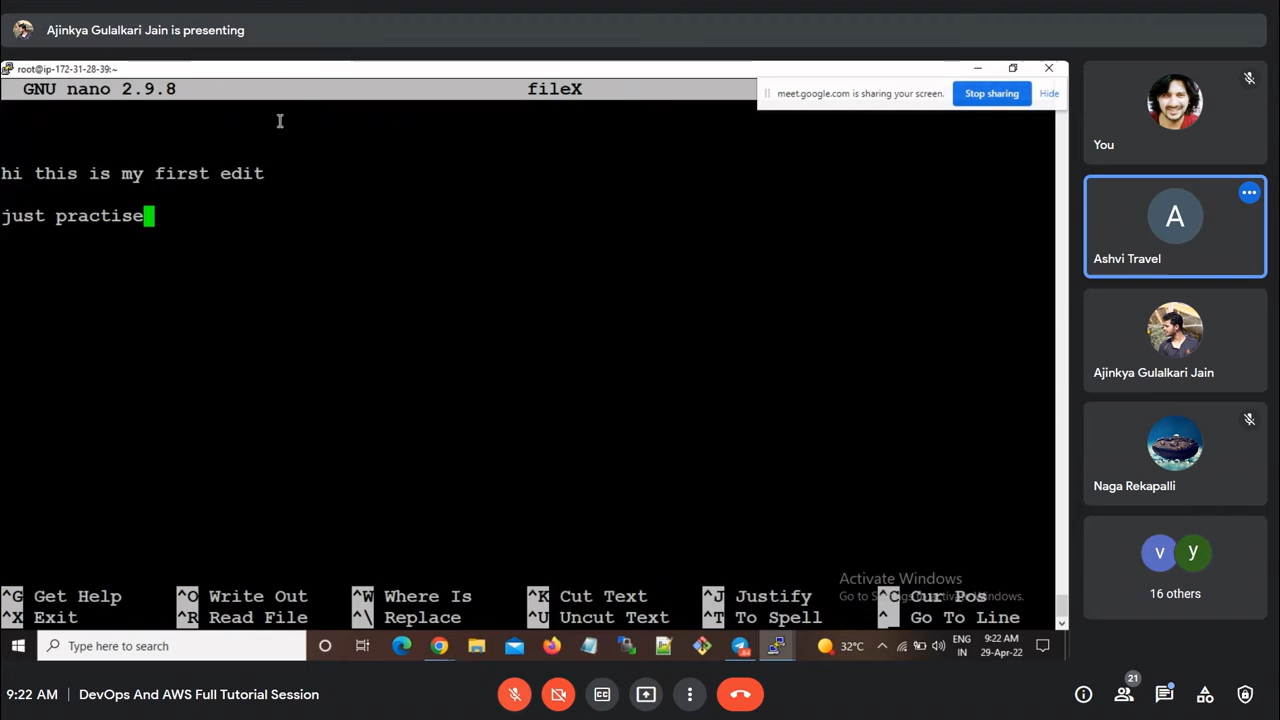 Ajinkya Gulalkari Jain is presenting
root@ip-172-31-28-39:~
GNU nano 2.9.8 fileX
meet.google.com is sharing your screen. Stop sharing Hide
hi this is my first edit
just practise
^G Get Help ^O Write Out ^W Where Is ^K Cut Text ^J Justify ^C Cur Pos
^X Exit ^R Read File ^\ Replace ^U Uncut Text ^T To Spell Go To Line
Activate Windows
Type here to search
32°C
ENG
IN
9:22 AM
29-Apr-22
You
A
Ashvi Travel
Ajinkya Gulalkari Jain
Naga Rekapalli
v y
16 others
9:22 AM | DevOps And AWS Full Tutorial Session
21